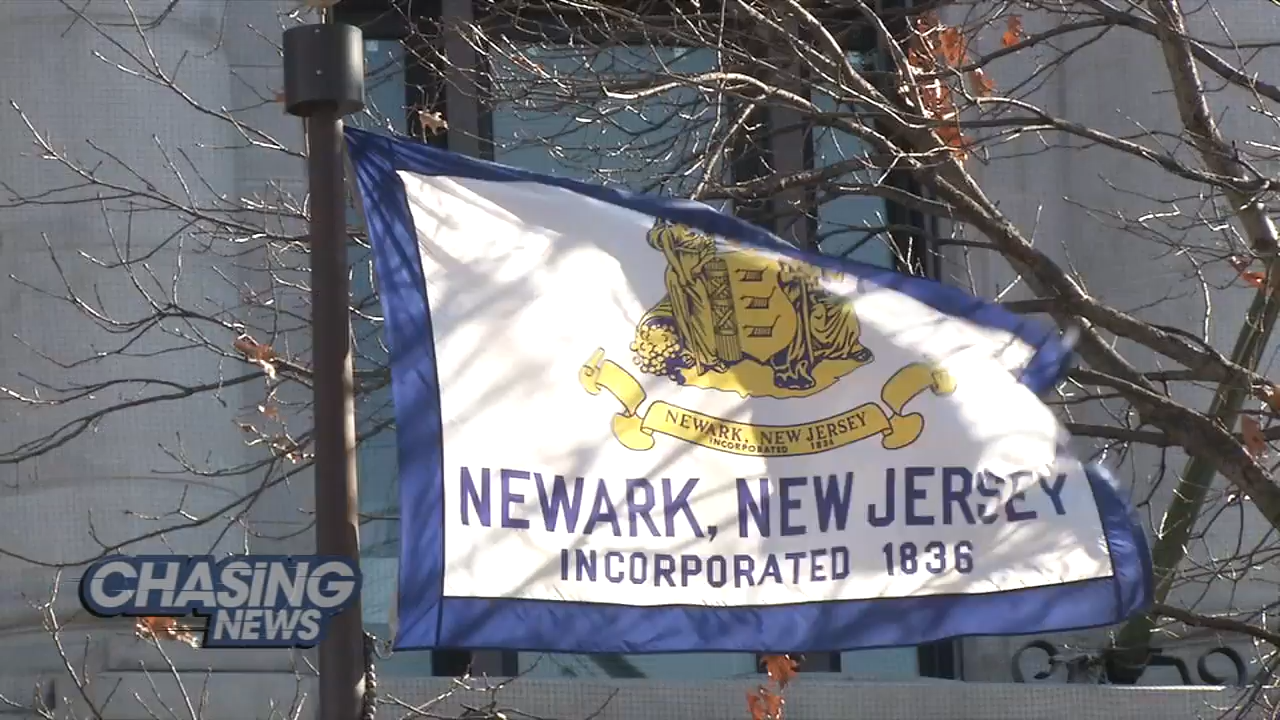 NEWARK, NEW JERSEY
INCORPORATED 1836
NEWARK, NEW JERSEY
INCORPORATED 1836
CHASiNG
NEWS